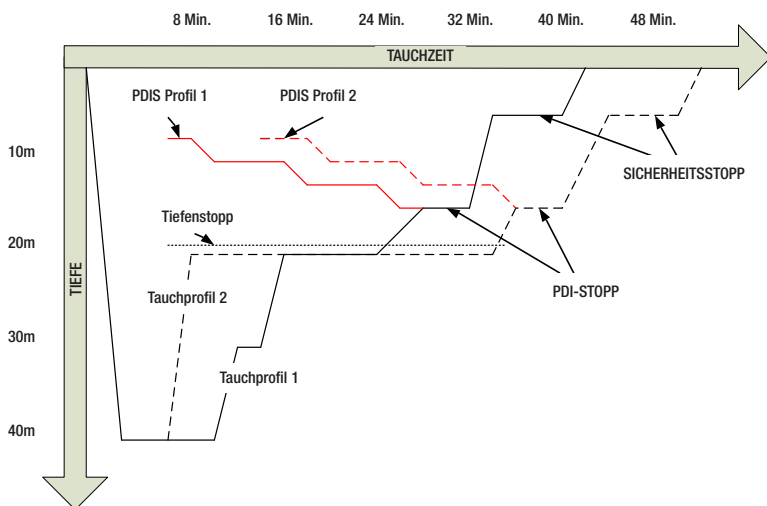 8 Min.
16 Min.
24 Min.
32 Min.
40 Min.
48 Min.
TAUCHZEIT
PDIS Profil 1
PDIS Profil 2
10m
SICHERHEITSSTOPP
Tiefenstopp
20m
TIEFE
Tauchprofil 2
PDI-STOPP
30m
Tauchprofil 1
40m